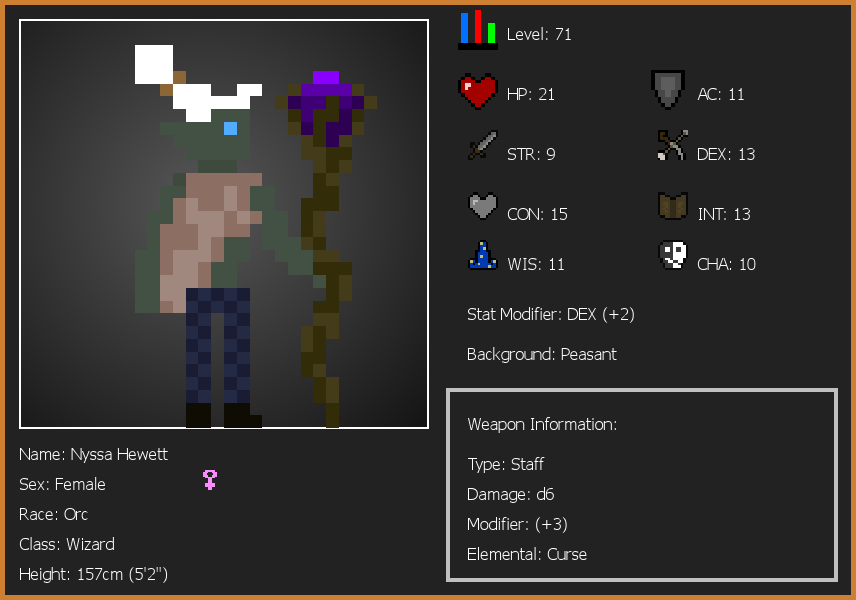 Level: 71
HP: 21
AC: 11
STR: 9
DEX: 13
CON: 15
INT: 13
WIS: 11
CHA: 10
Stat Modifier: DEX (+2)
Background: Peasant
Weapon Information:
Type: Staff
Damage: d6
Modifier: (+3)
Elemental: Curse
Name: Nyssa Hewett
Sex: Female
Race: Orc
Class: Wizard
Height: 157cm (5'2")